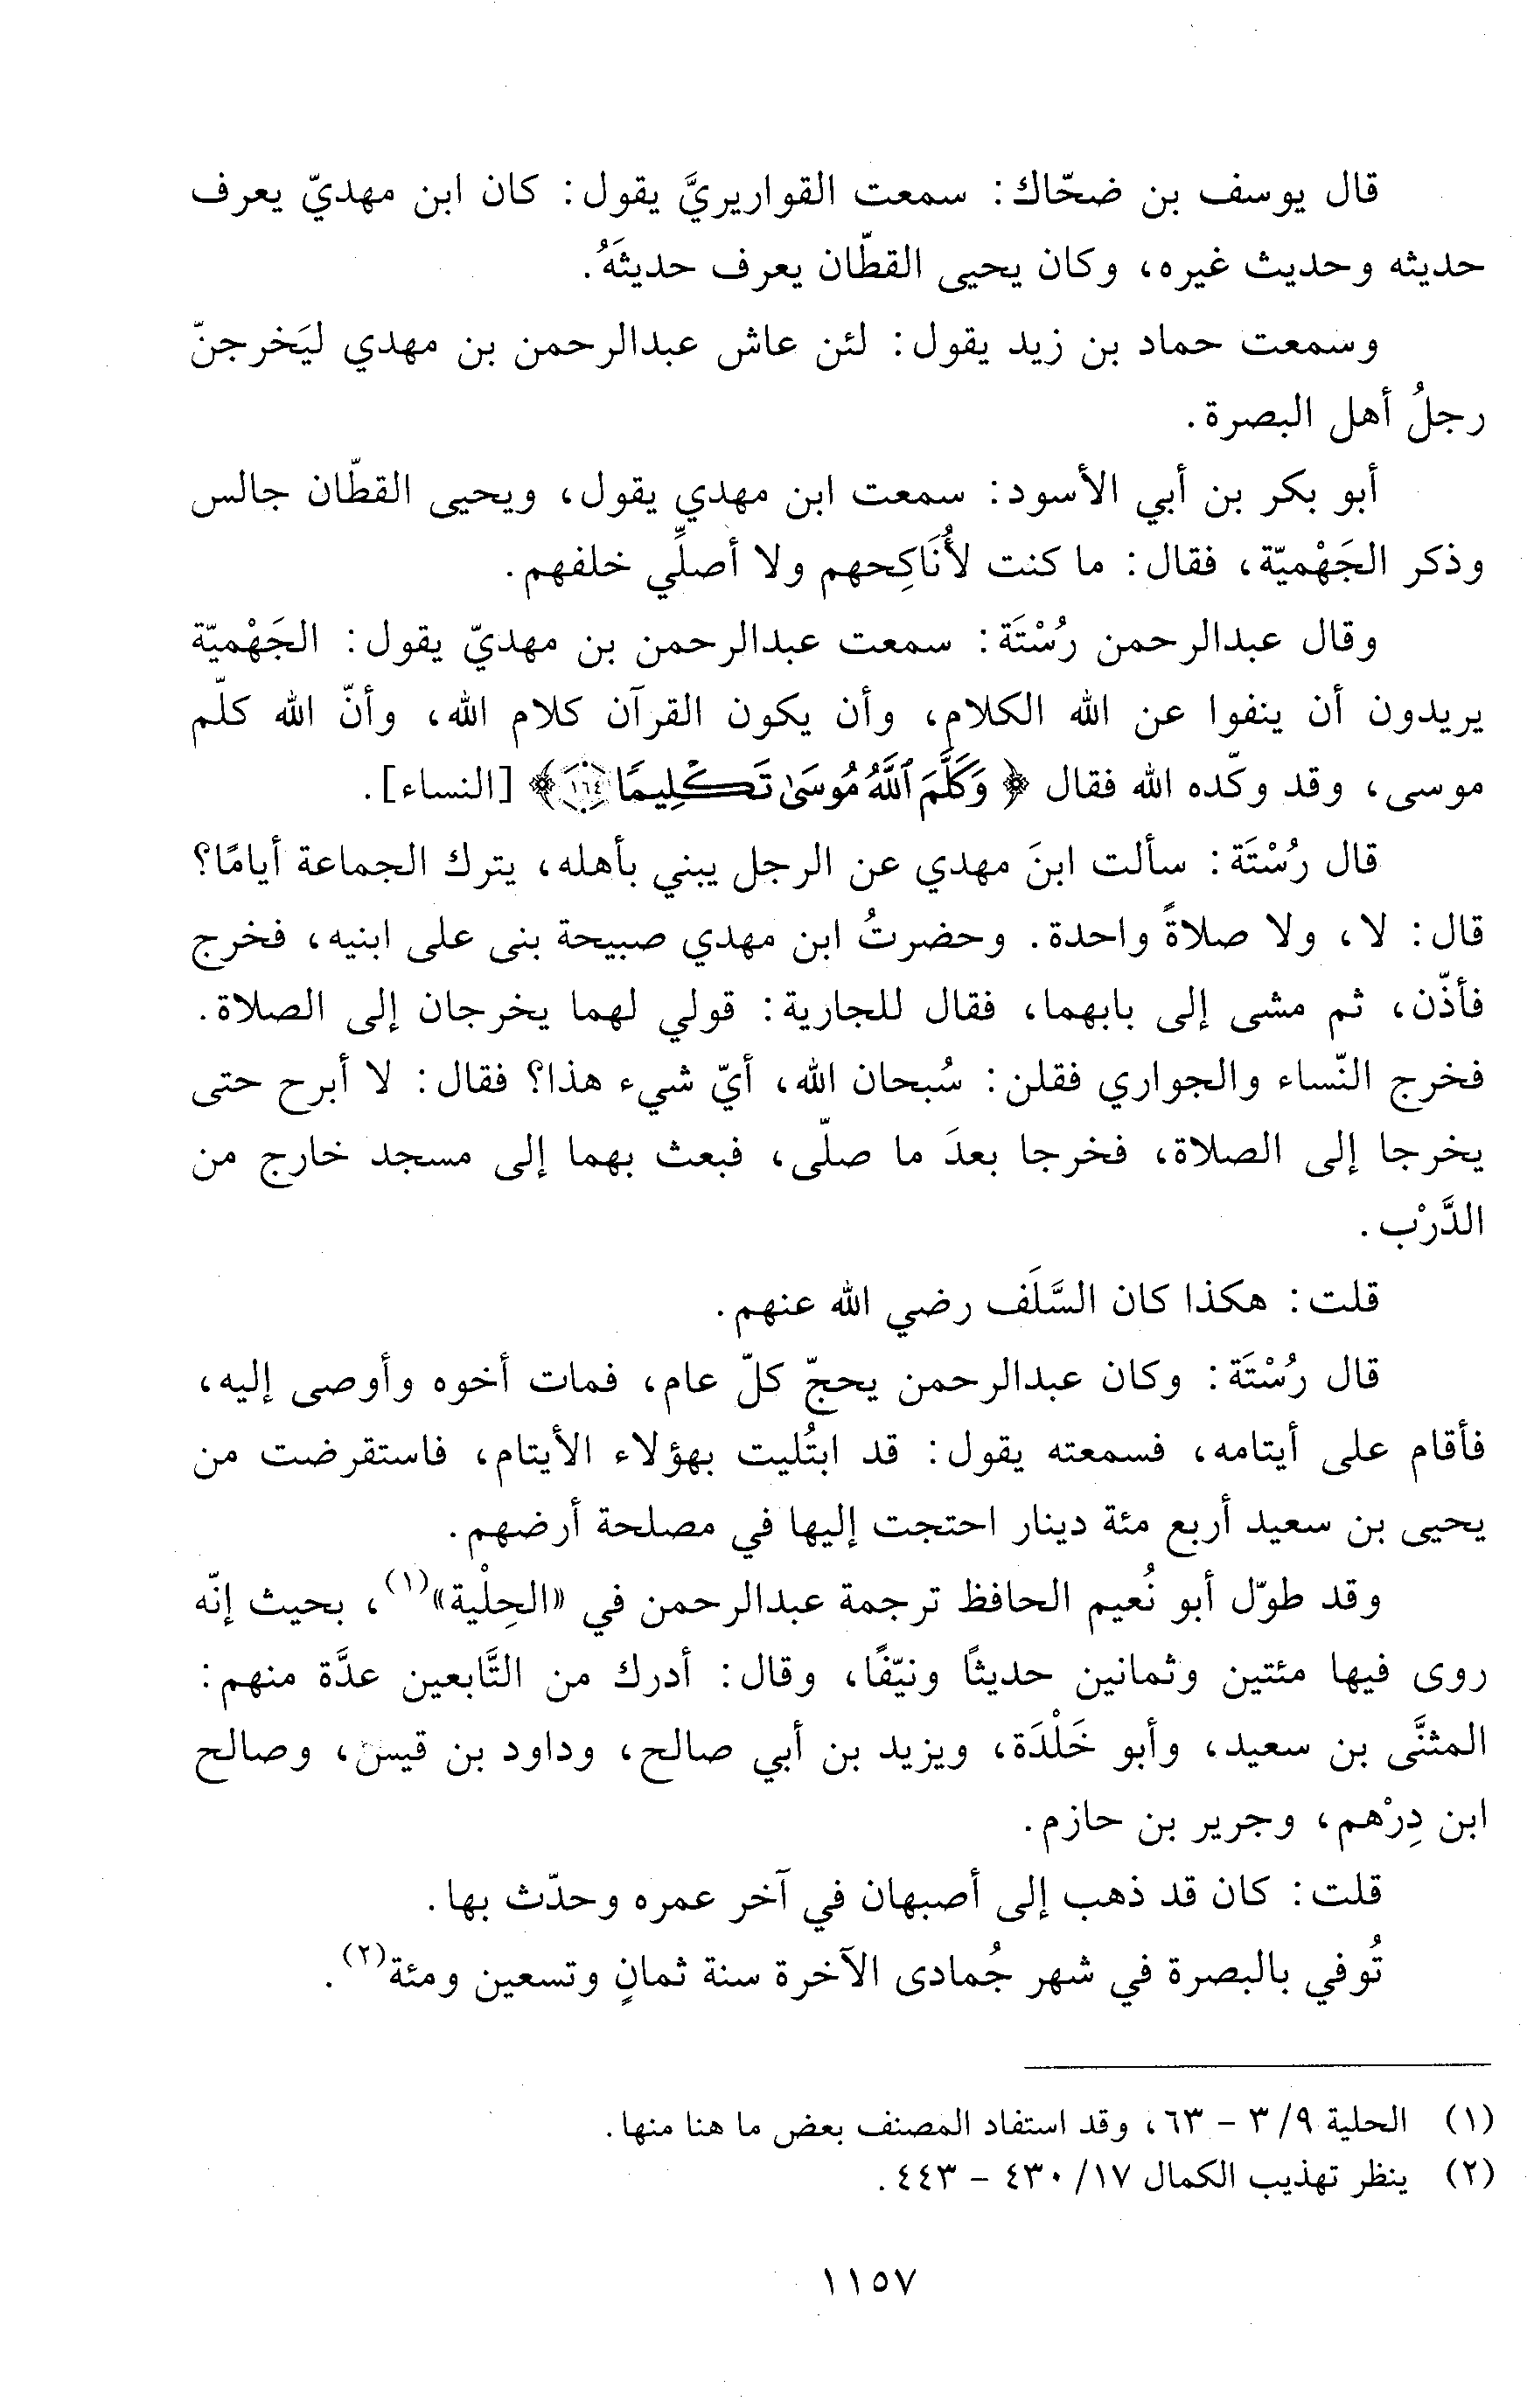 قال يوسف بن ضحّاك: سمعت القواريريَّ يقول: كان ابن مهديّ يعرف
حديثه وحديث غيره، وكان يحيى القطّان يعرف حديثَهُ.
وسمعت حماد بن زيد يقول: لئن عاش عبدالرحمن بن مهدي ليَخرجنّ
رجلُ أهل البصرة.
أبو بكر بن أبي الأسود: سمعت ابن مهدي يقول، ويحيى القطّان جالس
وذكر الجَهْميّة، فقال: ما كنت لأُنَاكِحهم ولا أصلِّي خلفهم.
وقال عبدالرحمن رُسْتَة: سمعت عبدالرحمن بن مهديّ يقول: الجَهْميّة
يريدون أن ينفوا عن الله الكلام، وأن يكون القرآن كلام الله، وأنّ الله كلّم
موسى، وقد وكّده الله فقال ﴿ وَكَلَّمَ ٱللَّهُ مُوسَىٰ تَكْلِيمًا ١٦٤ ﴾ [النساء].
قال رُسْتَة: سألت ابنَ مهدي عن الرجل يبني بأهله، يترك الجماعة أيامًا؟
قال: لا، ولا صلاةً واحدة. وحضرتُ ابن مهدي صبيحة بنى على ابنيه، فخرج
فأذّن، ثم مشى إلى بابهما، فقال للجارية: قولي لهما يخرجان إلى الصلاة.
فخرج النّساء والجواري فقلن: سُبحان الله، أيّ شيء هذا؟ فقال: لا أبرح حتى
يخرجا إلى الصلاة، فخرجا بعدَ ما صلّى، فبعث بهما إلى مسجد خارج من
الدَّرْب.
قلت: هكذا كان السَّلَف رضي الله عنهم.
قال رُسْتَة: وكان عبدالرحمن يحجّ كلّ عام، فمات أخوه وأوصى إليه،
فأقام على أيتامه، فسمعته يقول: قد ابتُليت بهؤلاء الأيتام، فاستقرضت من
يحيى بن سعيد أربع مئة دينار احتجت إليها في مصلحة أرضهم.
وقد طوّل أبو نُعيم الحافظ ترجمة عبدالرحمن في «الحِلْية»(١)، بحيث إنّه
روى فيها مئتين وثمانين حديثًا ونيّفًا، وقال: أدرك من التَّابعين عدَّة منهم:
المثنَّى بن سعيد، وأبو خَلْدَة، ويزيد بن أبي صالح، وداود بن قيس، وصالح
ابن دِرْهم، وجرير بن حازم.
قلت: كان قد ذهب إلى أصبهان في آخر عمره وحدّث بها.
تُوفي بالبصرة في شهر جُمادى الآخرة سنة ثمانٍ وتسعين ومئة(٢).
(١) الحلية ٩/ ٣ - ٦٣، وقد استفاد المصنف بعض ما هنا منها.
(٢) ينظر تهذيب الكمال ١٧/ ٤٣٠ - ٤٤٣.
١١٥٧